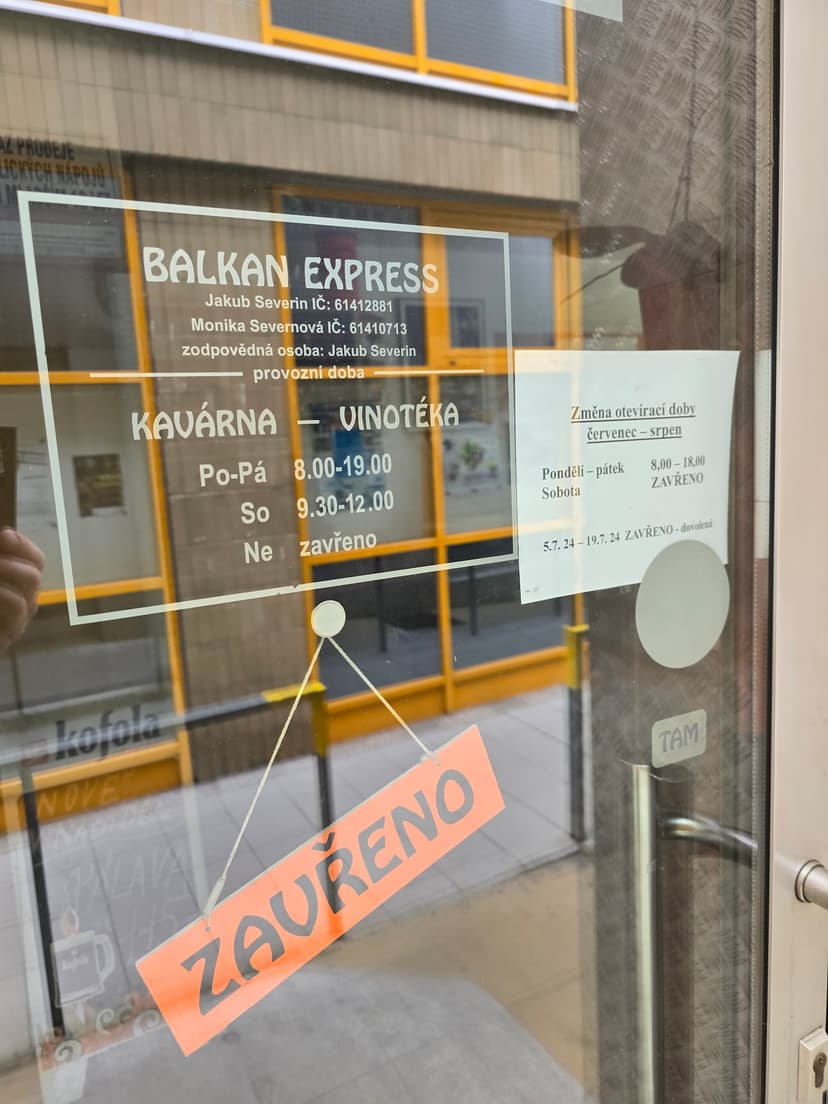 BALKAN EXPRESS
Jakub Severin IČ: 61412881
Monika Severnová IČ: 61410713
zodpovědná osoba: Jakub Severin
provozní doba
KAVÁRNA – VINOTÉKA
Po-Pá 8.00-19.00
So 9.30-12.00
Ne zavřeno
Změna otevírací doby
červenec – srpen
Pondělí – pátek 8,00 – 18,00
Sobota ZAVŘENO
5.7. 24 – 19.7. 24 ZAVŘENO - dovolená
TAM
ZAVŘENO
kofola
kofola